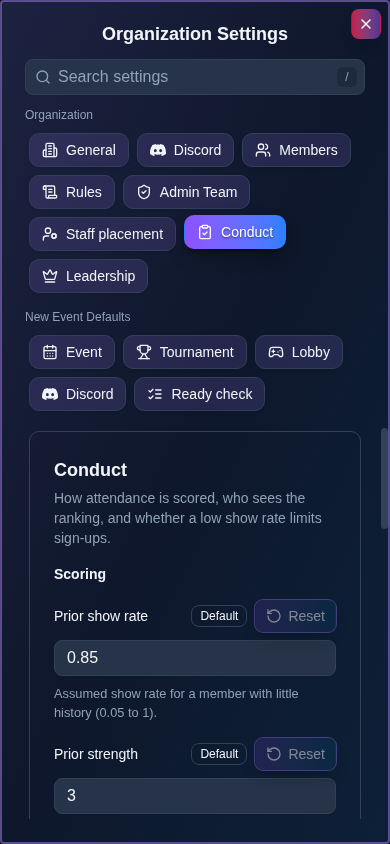 Organization Settings
Search settings /
Organization
General Discord Members
Rules Admin Team
Staff placement Conduct
Leadership
New Event Defaults
Event Tournament Lobby
Discord Ready check
Conduct
How attendance is scored, who sees the
ranking, and whether a low show rate limits
sign-ups.
Scoring
Prior show rate Default Reset
0.85
Assumed show rate for a member with little
history (0.05 to 1).
Prior strength Default Reset
3